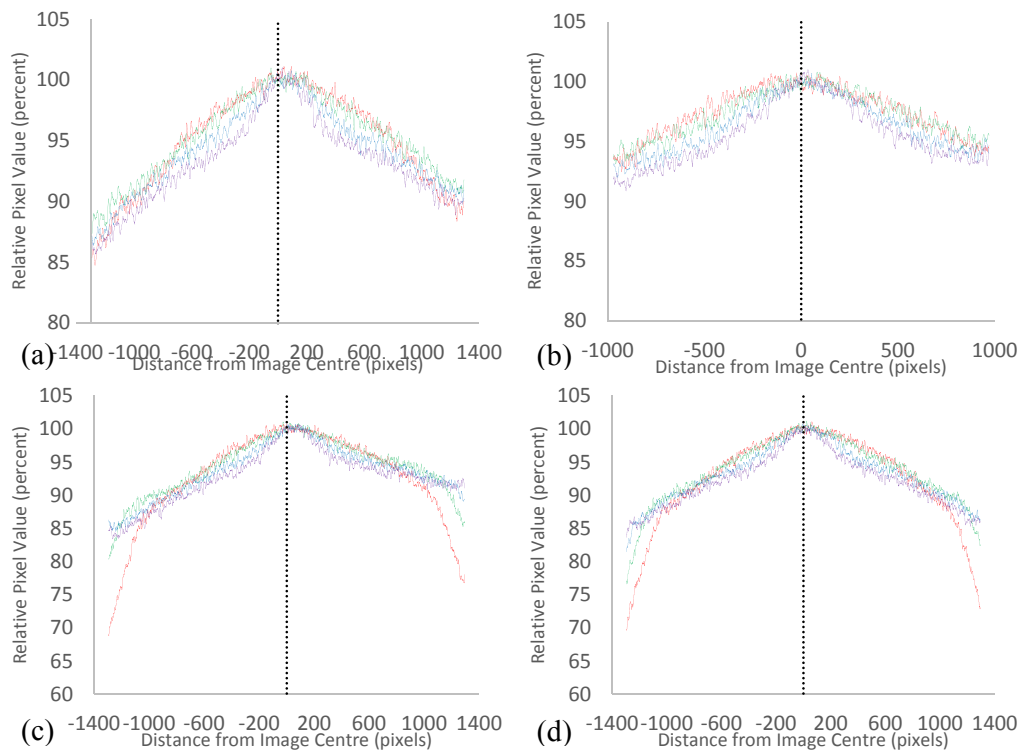 105
100
95
90
85
80
Relative Pixel Value (percent)
-1400 -1000 -600 -200 200 600 1000 1400
Distance from Image Centre (pixels)
(a)
105
100
95
90
85
80
Relative Pixel Value (percent)
-1000 -500 0 500 1000
Distance from Image Centre (pixels)
(b)
105
100
95
90
85
80
75
70
65
60
Relative Pixel Value (percent)
-1400 -1000 -600 -200 200 600 1000 1400
Distance from Image Centre (pixels)
(c)
105
100
95
90
85
80
75
70
65
60
Relative Pixel Value (percent)
-1400 -1000 -600 -200 200 600 1000 1400
Distance from Image Centre (pixels)
(d)